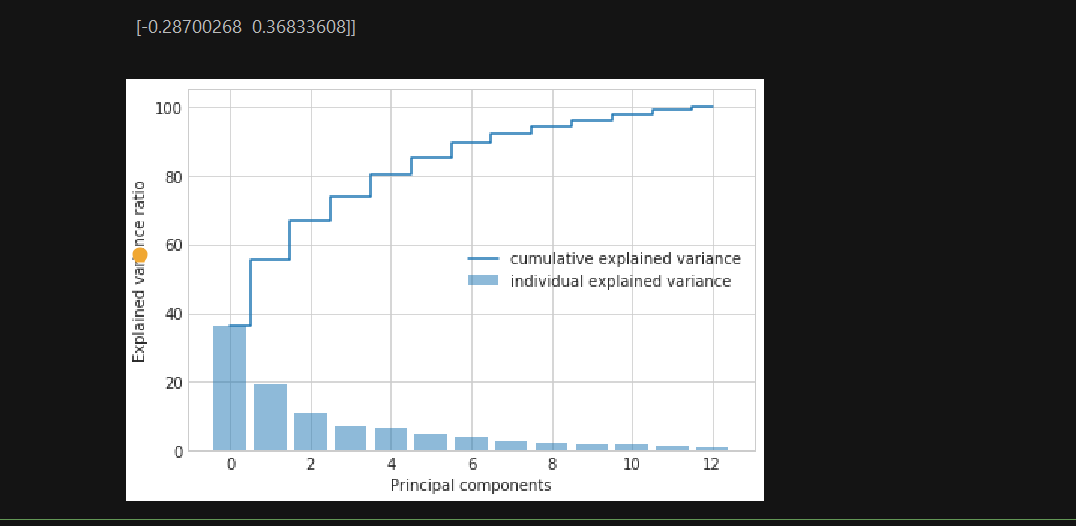 [-0.28700268  0.36833608]]
100
80
60
40
20
0
Explained variance ratio
cumulative explained variance
individual explained variance
0 2 4 6 8 10 12
Principal components